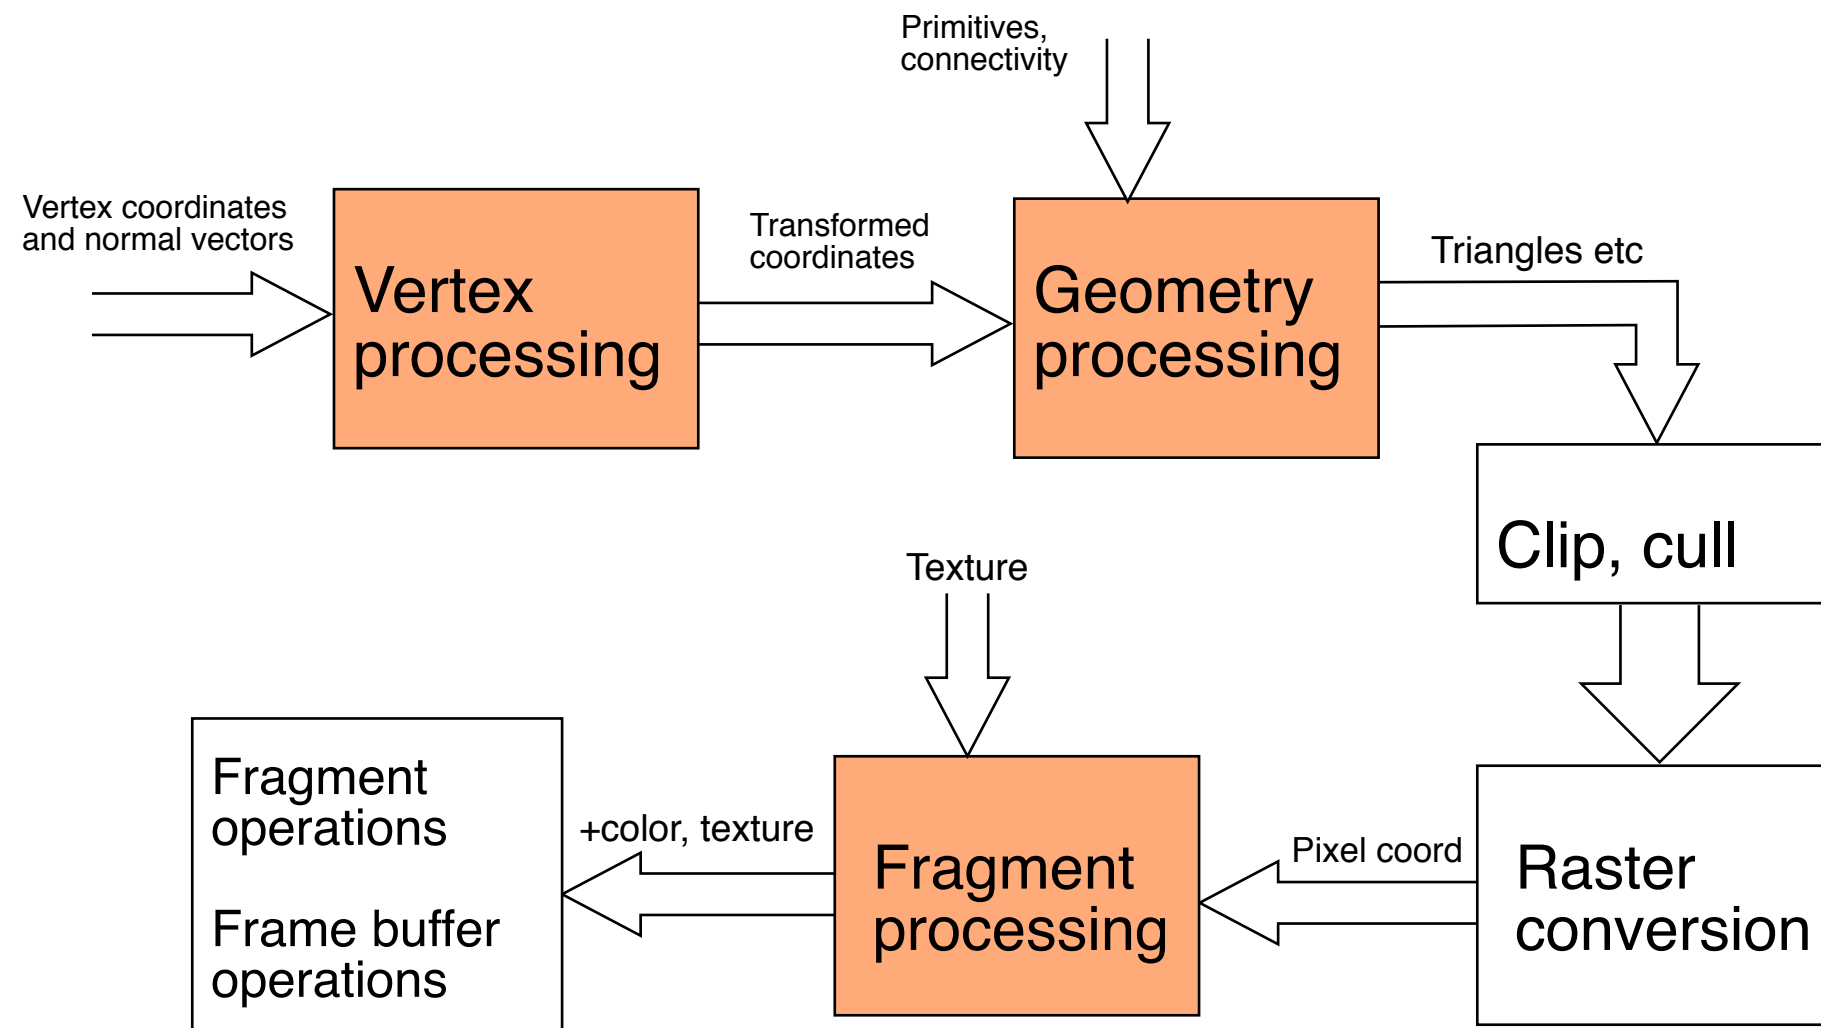 Primitives,
connectivity
Vertex coordinates
and normal vectors
Vertex
processing
Transformed
coordinates
Geometry
processing
Triangles etc
Clip, cull
Texture
Fragment
operations
Frame buffer
operations
+color, texture
Fragment
processing
Pixel coord
Raster
conversion